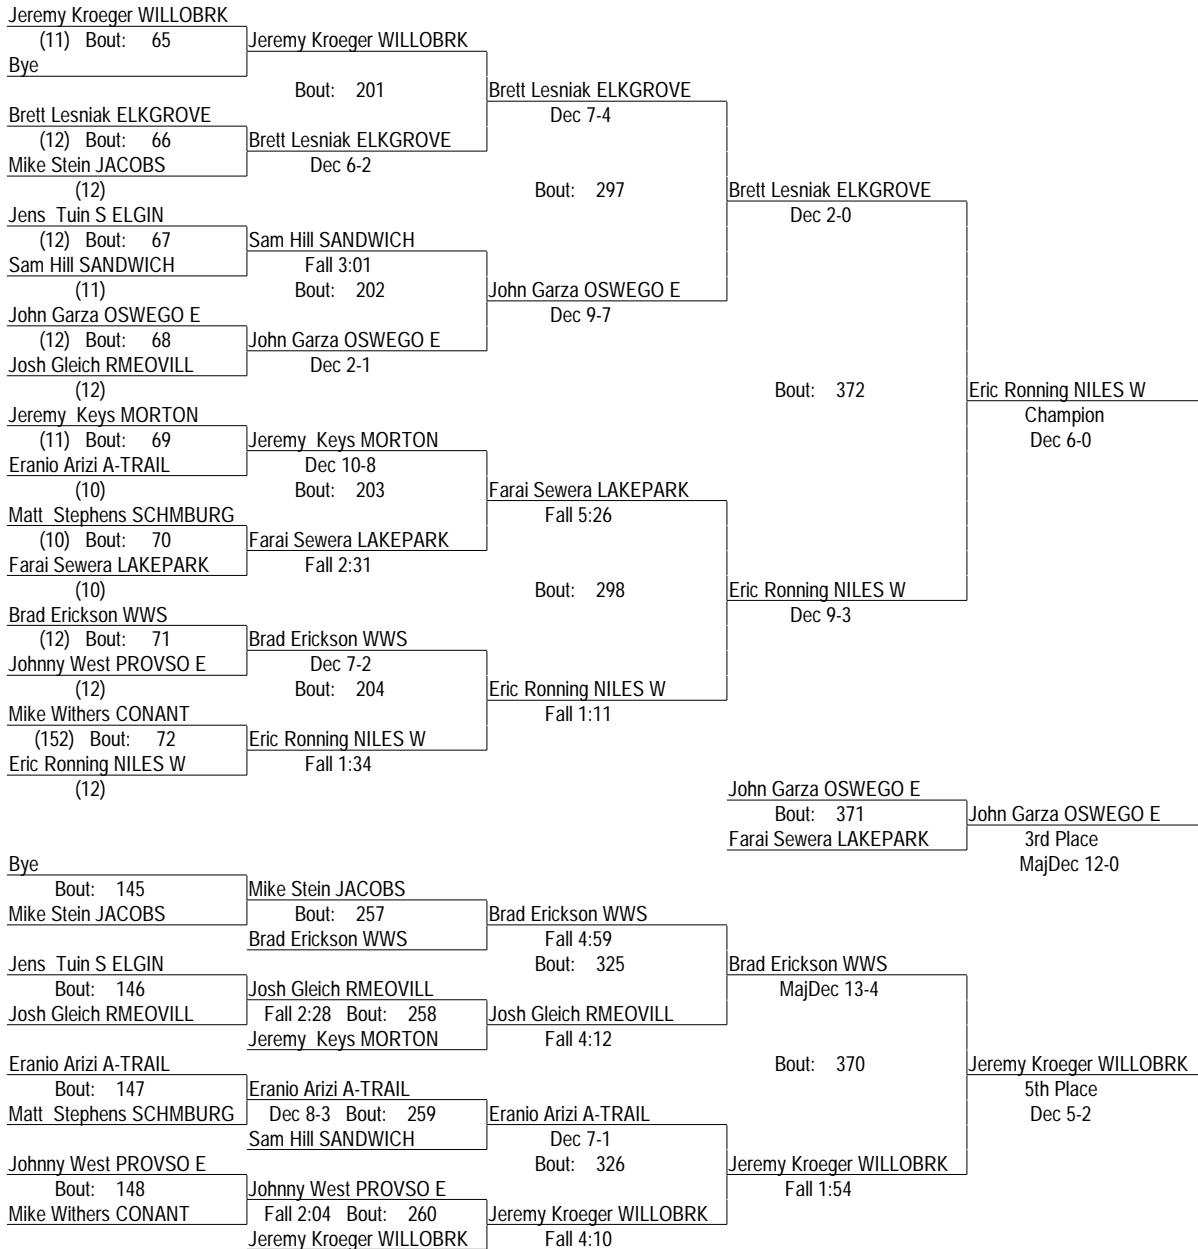 Jeremy Kroeger WILLOBRK
(11) Bout: 65 Jeremy Kroeger WILLOBRK
Bye
Bout: 201 Brett Lesniak ELKGROVE
Brett Lesniak ELKGROVE Dec 7-4
(12) Bout: 66 Brett Lesniak ELKGROVE
Mike Stein JACOBS Dec 6-2
(12) Bout: 297 Brett Lesniak ELKGROVE
Jens Tuin S ELGIN Dec 2-0
(12) Bout: 67 Sam Hill SANDWICH
Sam Hill SANDWICH Fall 3:01
(11) Bout: 202 John Garza OSWEGO E
John Garza OSWEGO E Dec 9-7
(12) Bout: 68 John Garza OSWEGO E
Josh Gleich RMEOVILL Dec 2-1
(12) Bout: 372 Eric Ronning NILES W
Jeremy Keys MORTON Champion
(11) Bout: 69 Jeremy Keys MORTON Dec 6-0
Eranio Arizi A-TRAIL Dec 10-8
(10) Bout: 203 Farai Sewera LAKEPARK
Matt Stephens SCHMBURG Fall 5:26
(10) Bout: 70 Farai Sewera LAKEPARK
Farai Sewera LAKEPARK Fall 2:31
(10) Bout: 298 Eric Ronning NILES W
Brad Erickson WWS Dec 9-3
(12) Bout: 71 Brad Erickson WWS
Johnny West PROVSO E Dec 7-2
(12) Bout: 204 Eric Ronning NILES W
Mike Withers CONANT Fall 1:11
(152) Bout: 72 Eric Ronning NILES W
Eric Ronning NILES W Fall 1:34
(12) John Garza OSWEGO E
Bout: 371 John Garza OSWEGO E
Farai Sewera LAKEPARK 3rd Place
Bye MajDec 12-0
Bout: 145 Mike Stein JACOBS
Mike Stein JACOBS Bout: 257 Brad Erickson WWS
Brad Erickson WWS Fall 4:59
Jens Tuin S ELGIN Bout: 325 Brad Erickson WWS
Bout: 146 Josh Gleich RMEOVILL MajDec 13-4
Josh Gleich RMEOVILL Fall 2:28 Bout: 258 Josh Gleich RMEOVILL
Jeremy Keys MORTON Fall 4:12
Eranio Arizi A-TRAIL Bout: 370 Jeremy Kroeger WILLOBRK
Bout: 147 Eranio Arizi A-TRAIL 5th Place
Matt Stephens SCHMBURG Dec 8-3 Bout: 259 Eranio Arizi A-TRAIL Dec 5-2
Sam Hill SANDWICH Dec 7-1
Johnny West PROVSO E Bout: 326 Jeremy Kroeger WILLOBRK
Bout: 148 Johnny West PROVSO E Fall 1:54
Mike Withers CONANT Fall 2:04 Bout: 260 Jeremy Kroeger WILLOBRK
Jeremy Kroeger WILLOBRK Fall 4:10